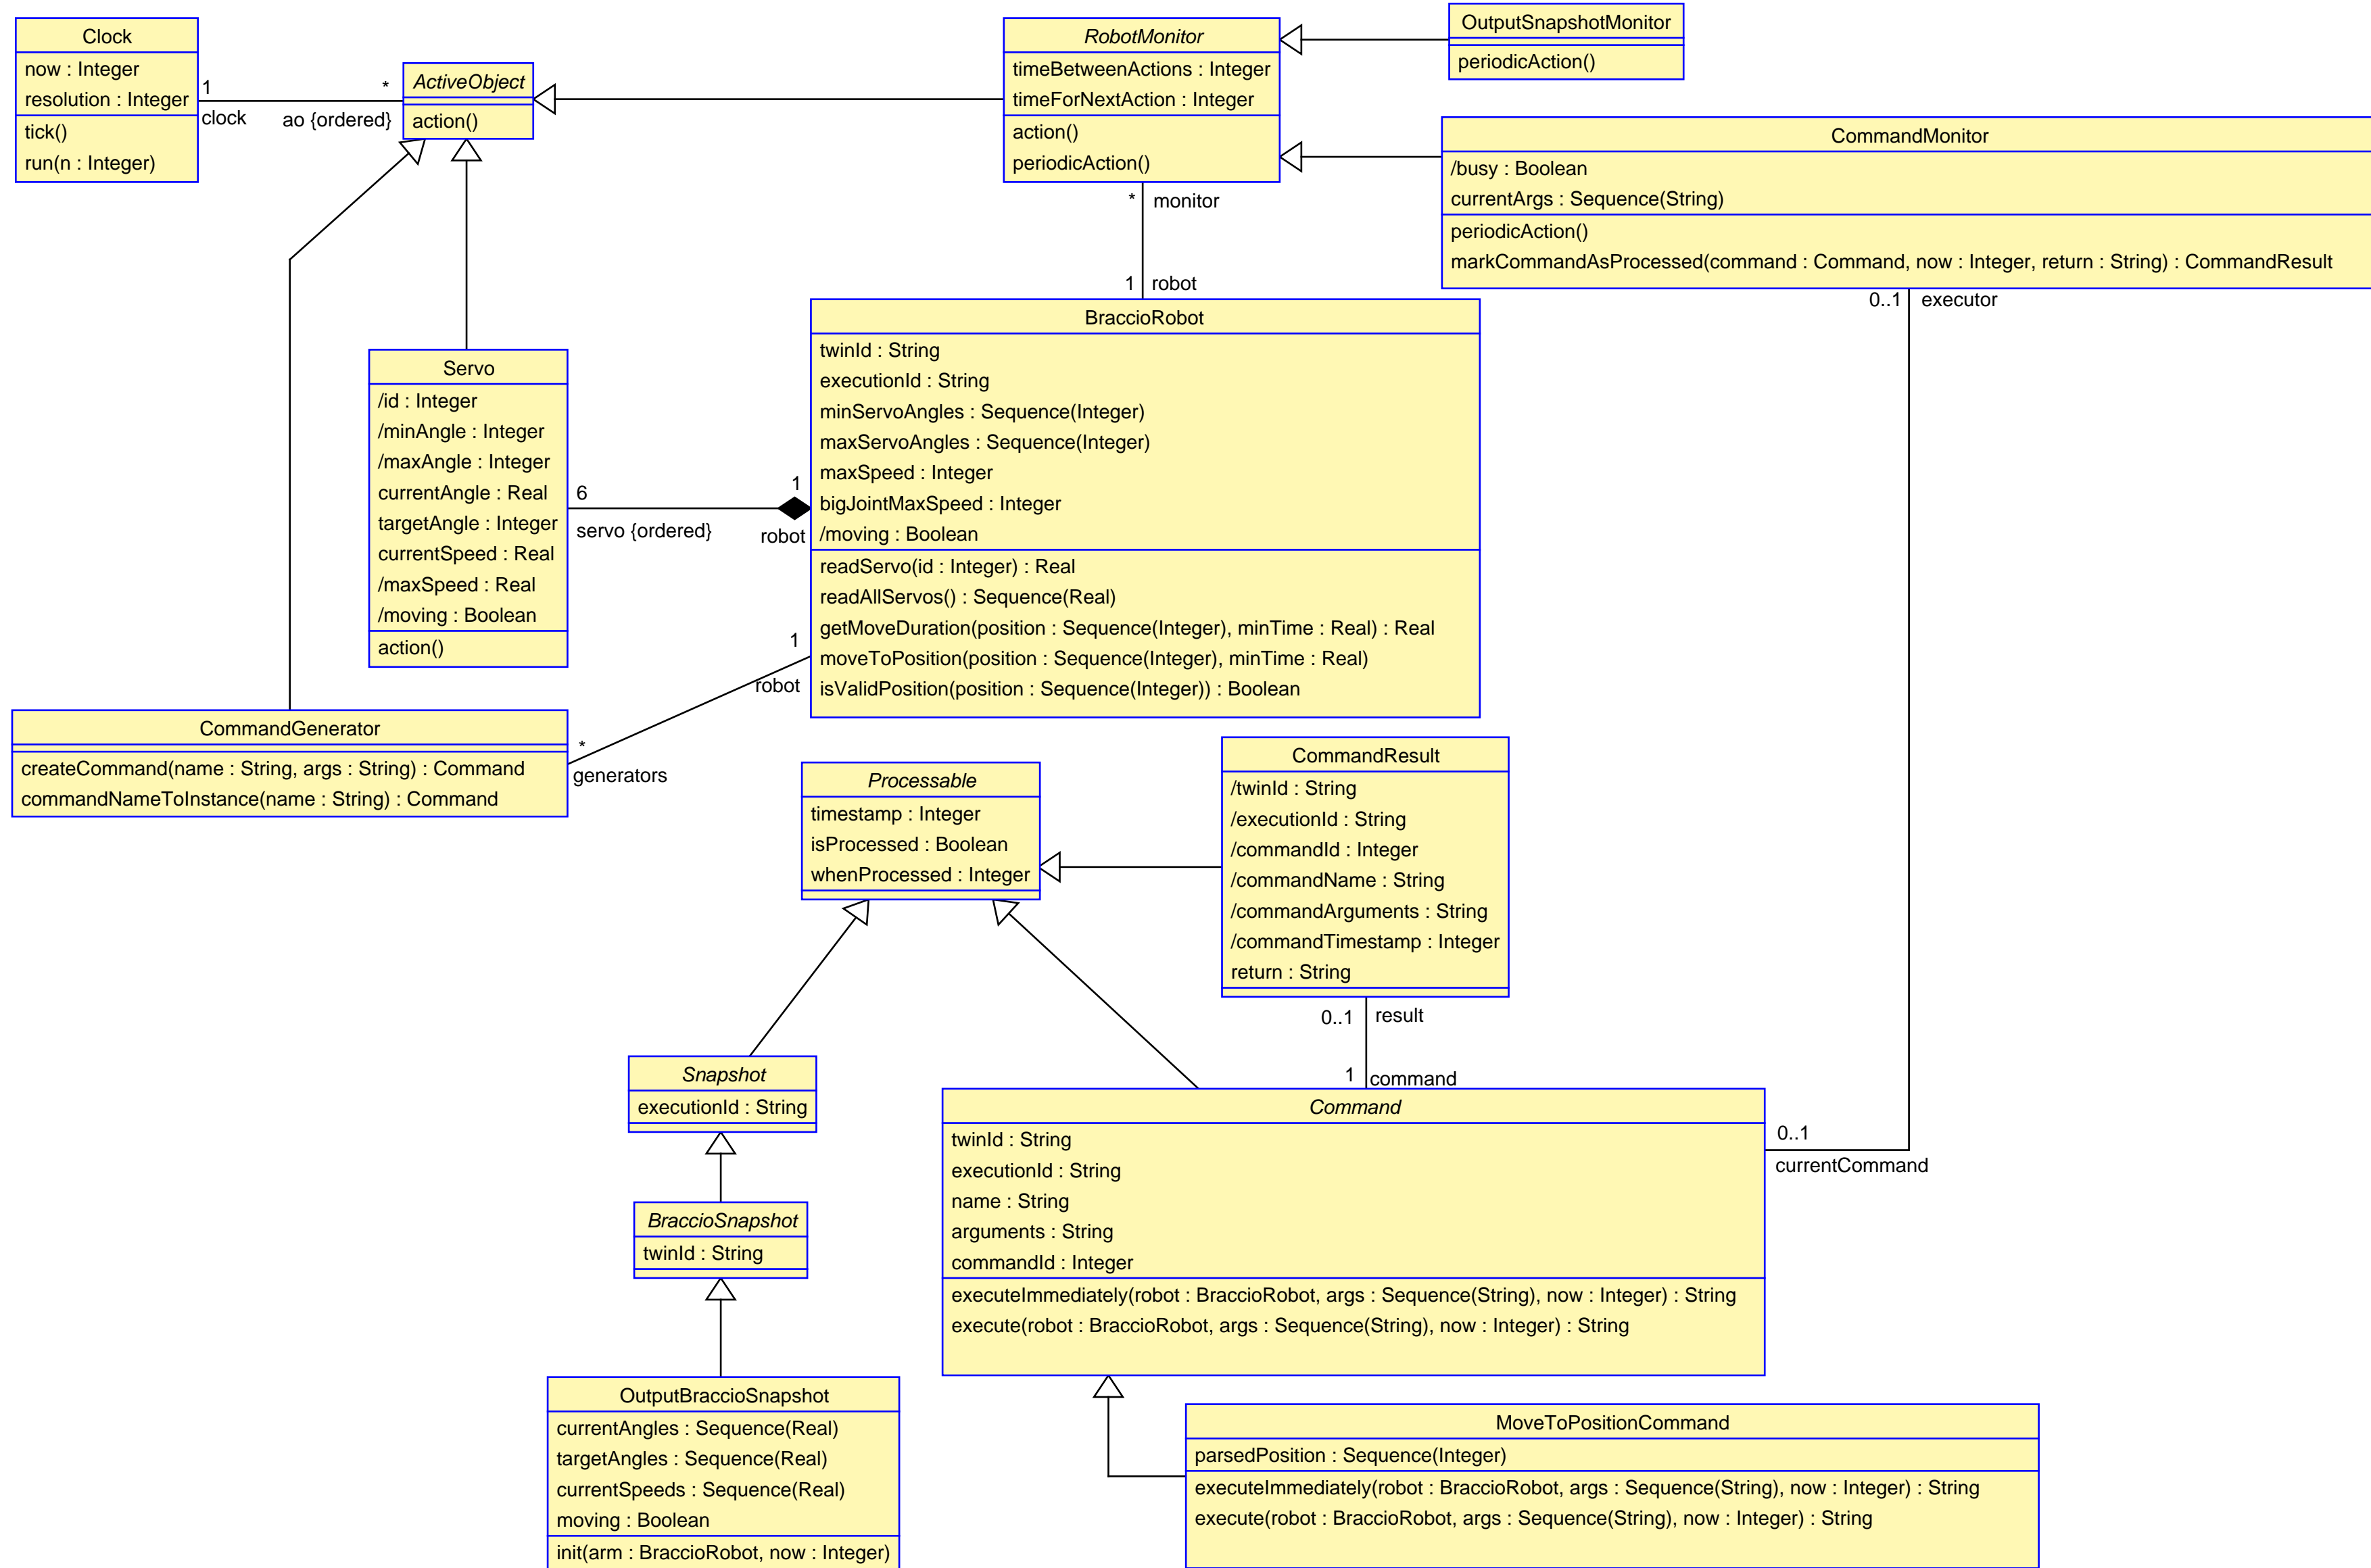 Clock
now : Integer
resolution : Integer
tick()
run(n : Integer)
1
clock
*
ao {ordered}
ActiveObject
action()
RobotMonitor
timeBetweenActions : Integer
timeForNextAction : Integer
action()
periodicAction()
OutputSnapshotMonitor
periodicAction()
CommandMonitor
/busy : Boolean
currentArgs : Sequence(String)
periodicAction()
markCommandAsProcessed(command : Command, now : Integer, return : String) : CommandResult
* monitor
1 robot
0..1 executor
BraccioRobot
twinId : String
executionId : String
minServoAngles : Sequence(Integer)
maxServoAngles : Sequence(Integer)
maxSpeed : Integer
bigJointMaxSpeed : Integer
/moving : Boolean
readServo(id : Integer) : Real
readAllServos() : Sequence(Real)
getMoveDuration(position : Sequence(Integer), minTime : Real) : Real
moveToPosition(position : Sequence(Integer), minTime : Real)
isValidPosition(position : Sequence(Integer)) : Boolean
Servo
/id : Integer
/minAngle : Integer
/maxAngle : Integer
currentAngle : Real
targetAngle : Integer
currentSpeed : Real
/maxSpeed : Real
/moving : Boolean
action()
6
servo {ordered}
1
robot
1
robot
*
generators
CommandGenerator
createCommand(name : String, args : String) : Command
commandNameToInstance(name : String) : Command
Processable
timestamp : Integer
isProcessed : Boolean
whenProcessed : Integer
CommandResult
/twinId : String
/executionId : String
/commandId : Integer
/commandName : String
/commandArguments : String
/commandTimestamp : Integer
return : String
0..1 result
1 command
Snapshot
executionId : String
BraccioSnapshot
twinId : String
OutputBraccioSnapshot
currentAngles : Sequence(Real)
targetAngles : Sequence(Real)
currentSpeeds : Sequence(Real)
moving : Boolean
init(arm : BraccioRobot, now : Integer)
Command
twinId : String
executionId : String
name : String
arguments : String
commandId : Integer
executeImmediately(robot : BraccioRobot, args : Sequence(String), now : Integer) : String
execute(robot : BraccioRobot, args : Sequence(String), now : Integer) : String
0..1
currentCommand
MoveToPositionCommand
parsedPosition : Sequence(Integer)
executeImmediately(robot : BraccioRobot, args : Sequence(String), now : Integer) : String
execute(robot : BraccioRobot, args : Sequence(String), now : Integer) : String